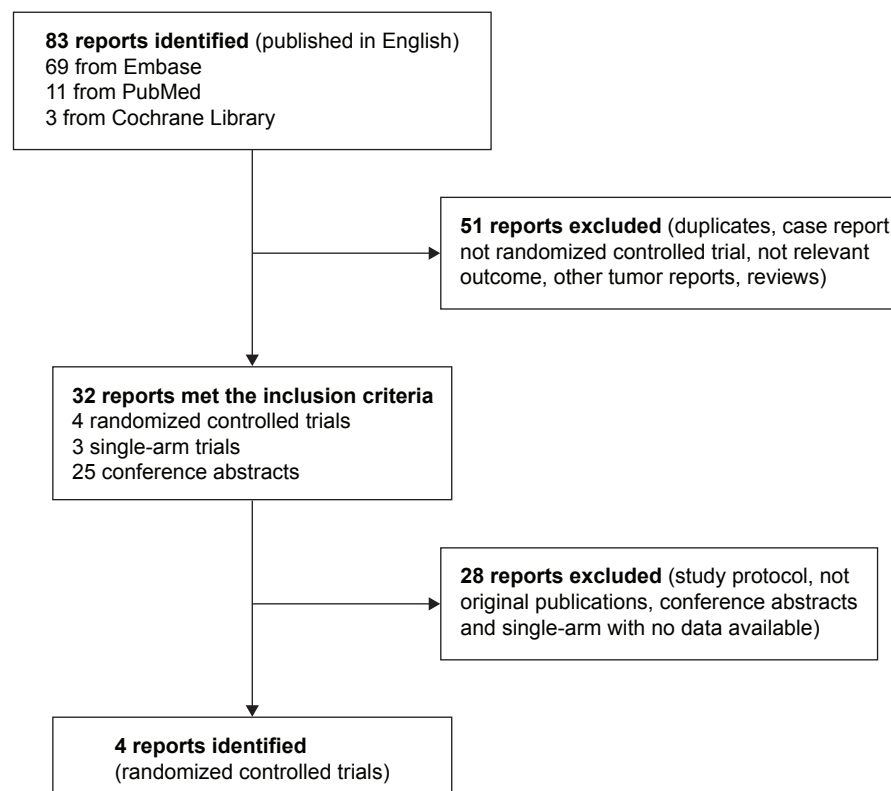 83 reports identified (published in English)
69 from Embase
11 from PubMed
3 from Cochrane Library
51 reports excluded (duplicates, case report
not randomized controlled trial, not relevant
outcome, other tumor reports, reviews)
32 reports met the inclusion criteria
4 randomized controlled trials
3 single-arm trials
25 conference abstracts
28 reports excluded (study protocol, not
original publications, conference abstracts
and single-arm with no data available)
4 reports identified
(randomized controlled trials)